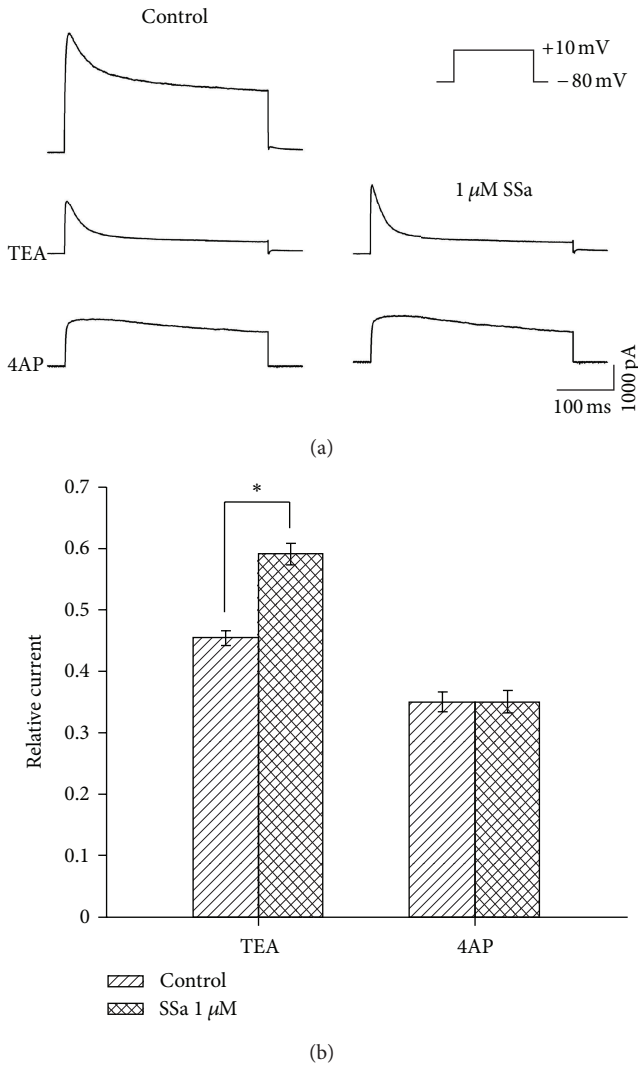 Control
+10 mV
−80 mV
1 μM SSa
TEA
4AP
1000 pA
100 ms
(a)
0.7
0.6
0.5
0.4
0.3
0.2
0.1
0
Relative current
*
TEA
4AP
Control
SSa 1 μM
(b)